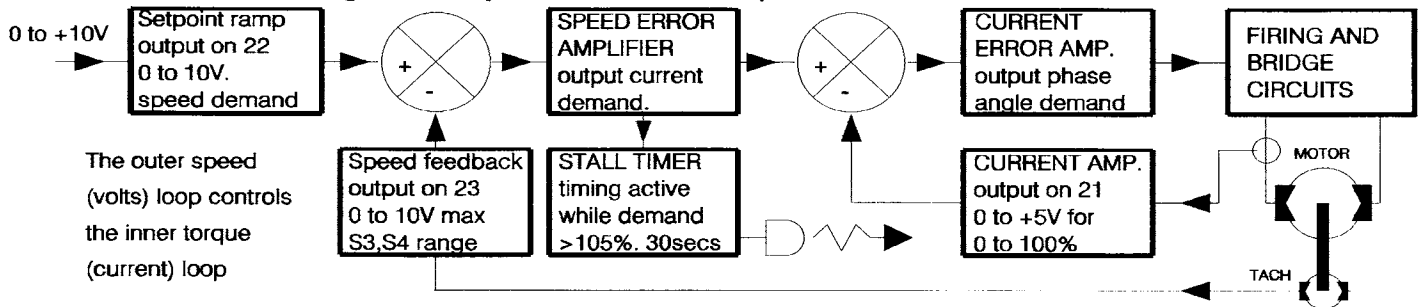 0 to +10V
Setpoint ramp
output on 22
0 to 10V.
speed demand
+
-
SPEED ERROR
AMPLIFIER
output current
demand.
+
-
CURRENT
ERROR AMP.
output phase
angle demand
FIRING AND
BRIDGE
CIRCUITS
The outer speed
(volts) loop controls
the inner torque
(current) loop
Speed feedback
output on 23
0 to 10V max
S3,S4 range
STALL TIMER
timing active
while demand
>105%. 30secs
CURRENT AMP.
output on 21
0 to +5V for
0 to 100%
MOTOR
TACH